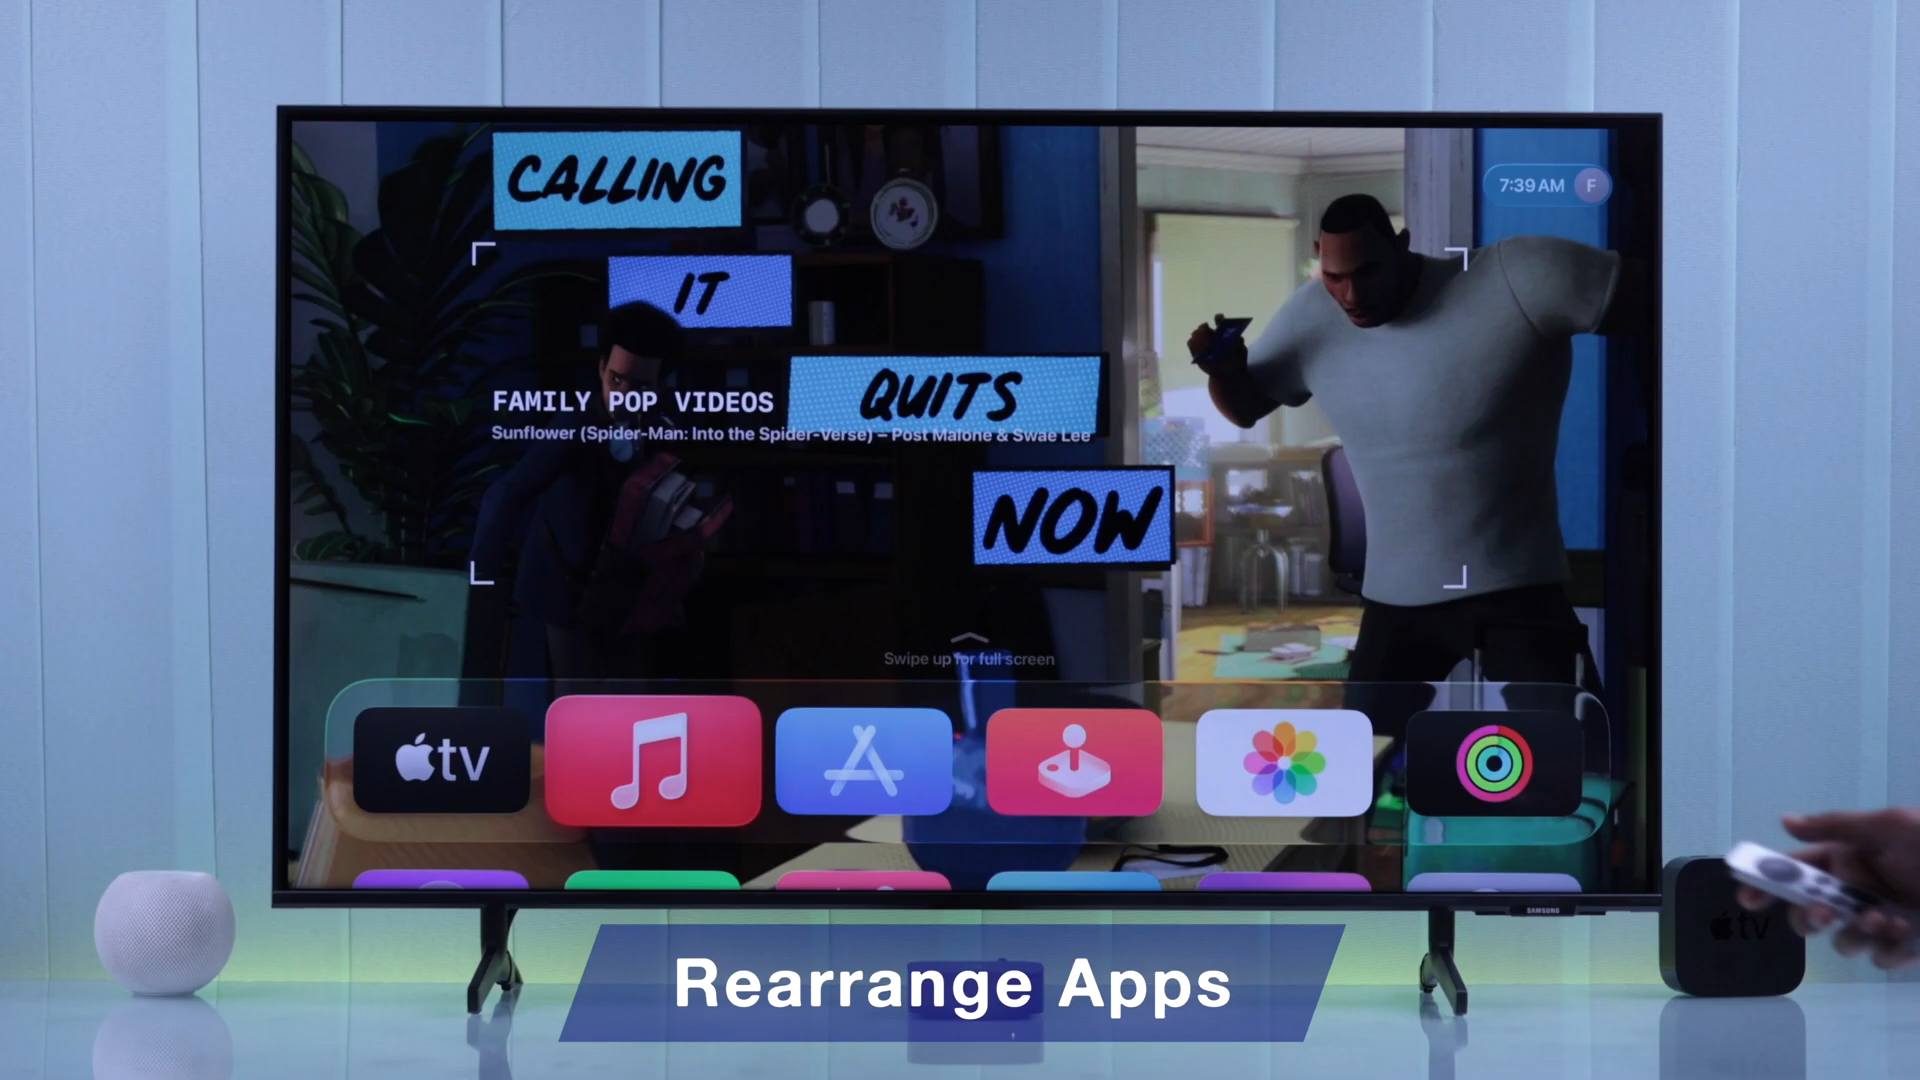 CALLING
7:39 AM F
IT
QUITS
FAMILY POP VIDEOS
Sunflower (Spider-Man: Into the Spider-Verse) – Post Malone & Swae Lee
NOW
Swipe up for full screen
tv
SAMSUNG
tv
Rearrange Apps